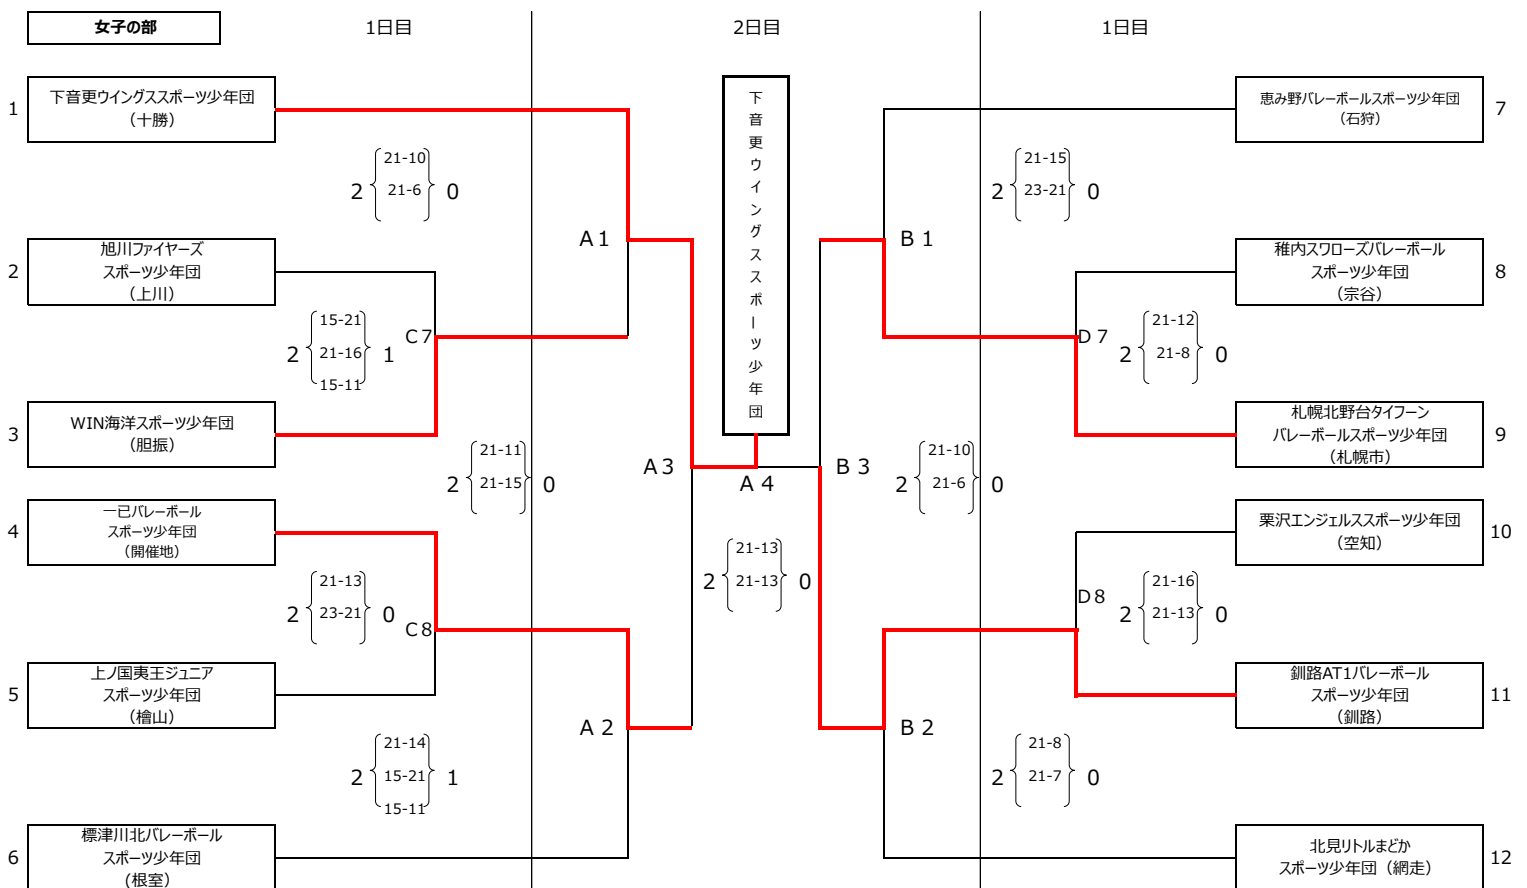 女子の部
1日目
2日目
1日目
1
下音更ウイングススポーツ少年団
（十勝）
2
旭川ファイヤーズ
スポーツ少年団
（上川）
3
WIN海洋スポーツ少年団
（胆振）
4
一已バレーボール
スポーツ少年団
（開催地）
5
上ノ国夷王ジュニア
スポーツ少年団
（檜山）
6
標津川北バレーボール
スポーツ少年団
（根室）
2
21-10
21-6
0
A1
2
15-21
21-16
15-11
1
C7
2
21-11
21-15
0
A3
2
21-13
23-21
0
C8
2
21-14
15-21
15-11
1
A2
下音更ウイングススポーツ少年団
A4
2
21-13
21-13
0
B1
2
21-15
23-21
0
D7
2
21-12
21-8
0
B3
2
21-10
21-6
0
D8
2
21-16
21-13
0
B2
2
21-8
21-7
0
恵み野バレーボールスポーツ少年団
（石狩）
7
稚内スワローズバレーボール
スポーツ少年団
（宗谷）
8
札幌北野台タイフーン
バレーボールスポーツ少年団
（札幌市）
9
栗沢エンジェルススポーツ少年団
（空知）
10
釧路AT1バレーボール
スポーツ少年団
（釧路）
11
北見リトルまどか
スポーツ少年団（網走）
12